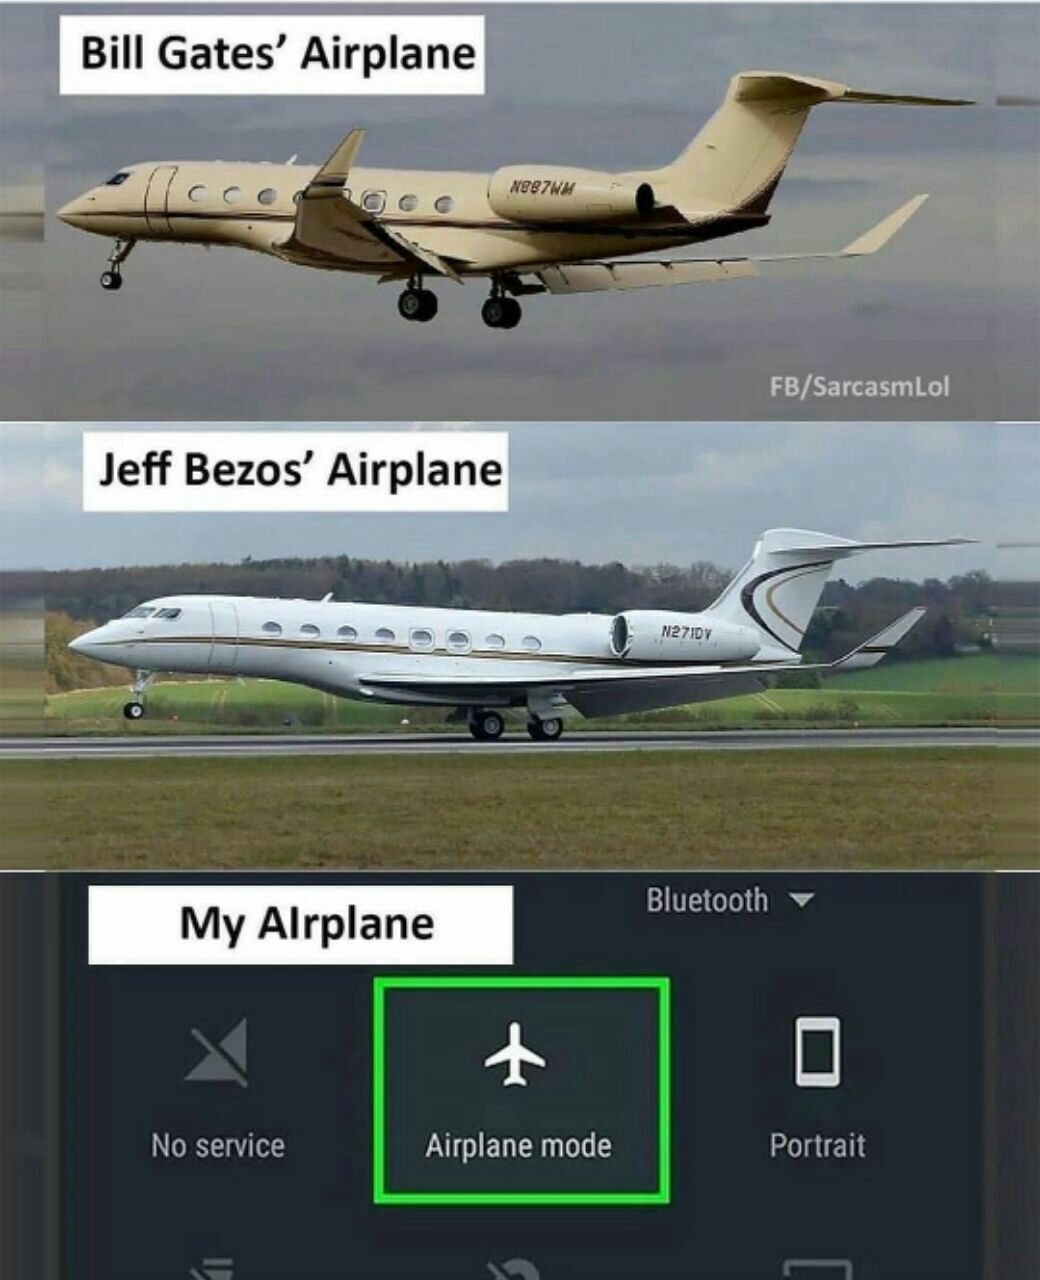 Bill Gates' Airplane
N887WM
FB/SarcasmLol
Jeff Bezos' Airplane
N271DV
My AIrplane
Bluetooth
No service
Airplane mode
Portrait